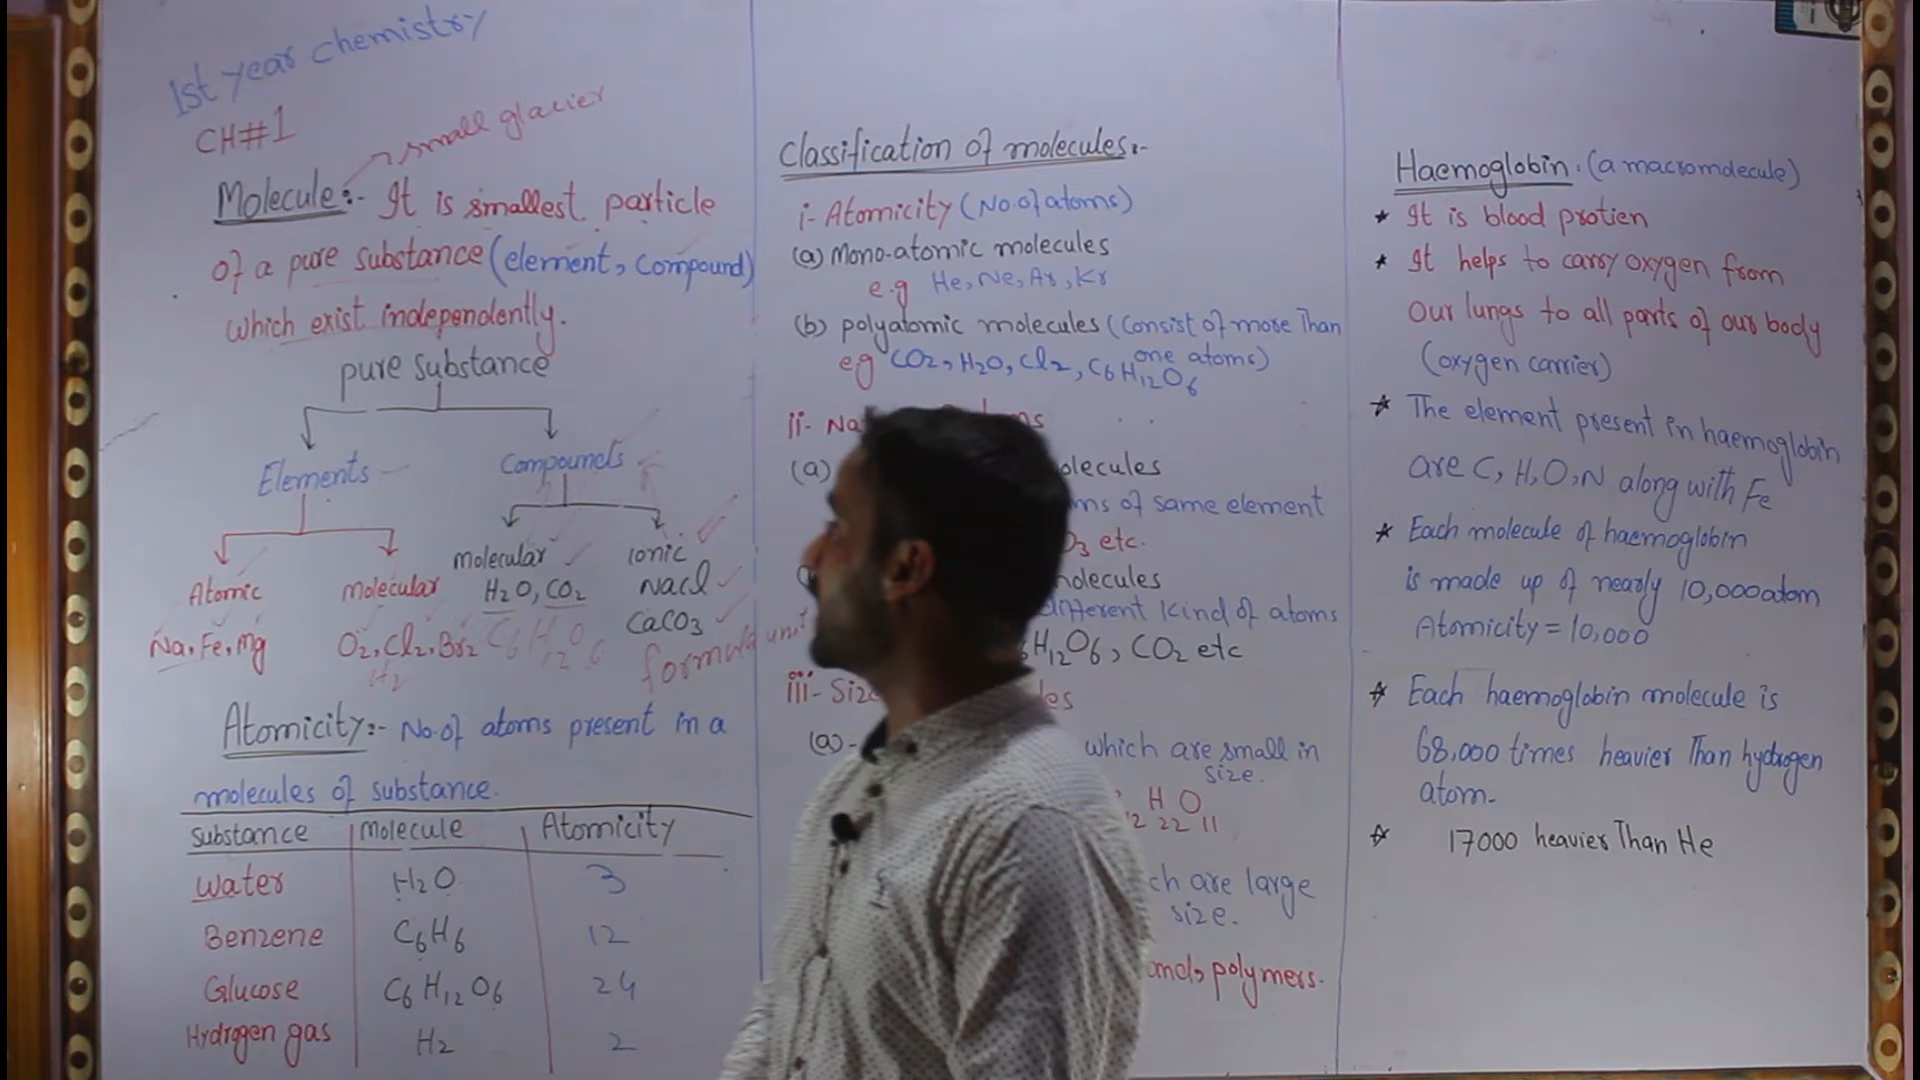 1st year chemistry
CH#1
small glacier
Molecule:- It is smallest particle
of a pure substance (element, compound)
which exist independently.
pure substance
Elements
Compounds
Atomic
molecular
molecular
Ionic
Na, Fe, Mg
O2, Cl2, Br2
H2
H2O, CO2
C6H12O6
NaCl
CaCO3
formula unit
Atomicity:- No. of atoms present in a
molecules of substance.
Substance | Molecule | Atomicity
Water H2O 3
Benzene C6H6 12
Glucose C6H12O6 24
Hydrogen gas H2 2
Classification of molecules:-
i- Atomicity (No. of atoms)
(a) Mono-atomic molecules
e.g He, Ne, Ar, Kr
(b) polyatomic molecules (Consist of more Than
one atoms)
eg CO2, H2O, Cl2, C6H12O6
ii-
(a)
of same element
etc.
different kind of atoms
H12O6, CO2 etc
iii- Size
(a)-
which are small in
size.
12 H22 O11
are large
size.
polymers.
Haemoglobin. (a macromolecule)
* It is blood protien
* It helps to carry oxygen from
Our lungs to all parts of our body
(oxygen carrier)
* The element present in haemoglobin
are C, H, O, N along with Fe
* Each molecule of haemoglobin
is made up of nearly 10,000 atom
Atomicity = 10,000
* Each haemoglobin molecule is
68,000 times heavier Than hydrogen
atom.
* 17000 heavier Than He